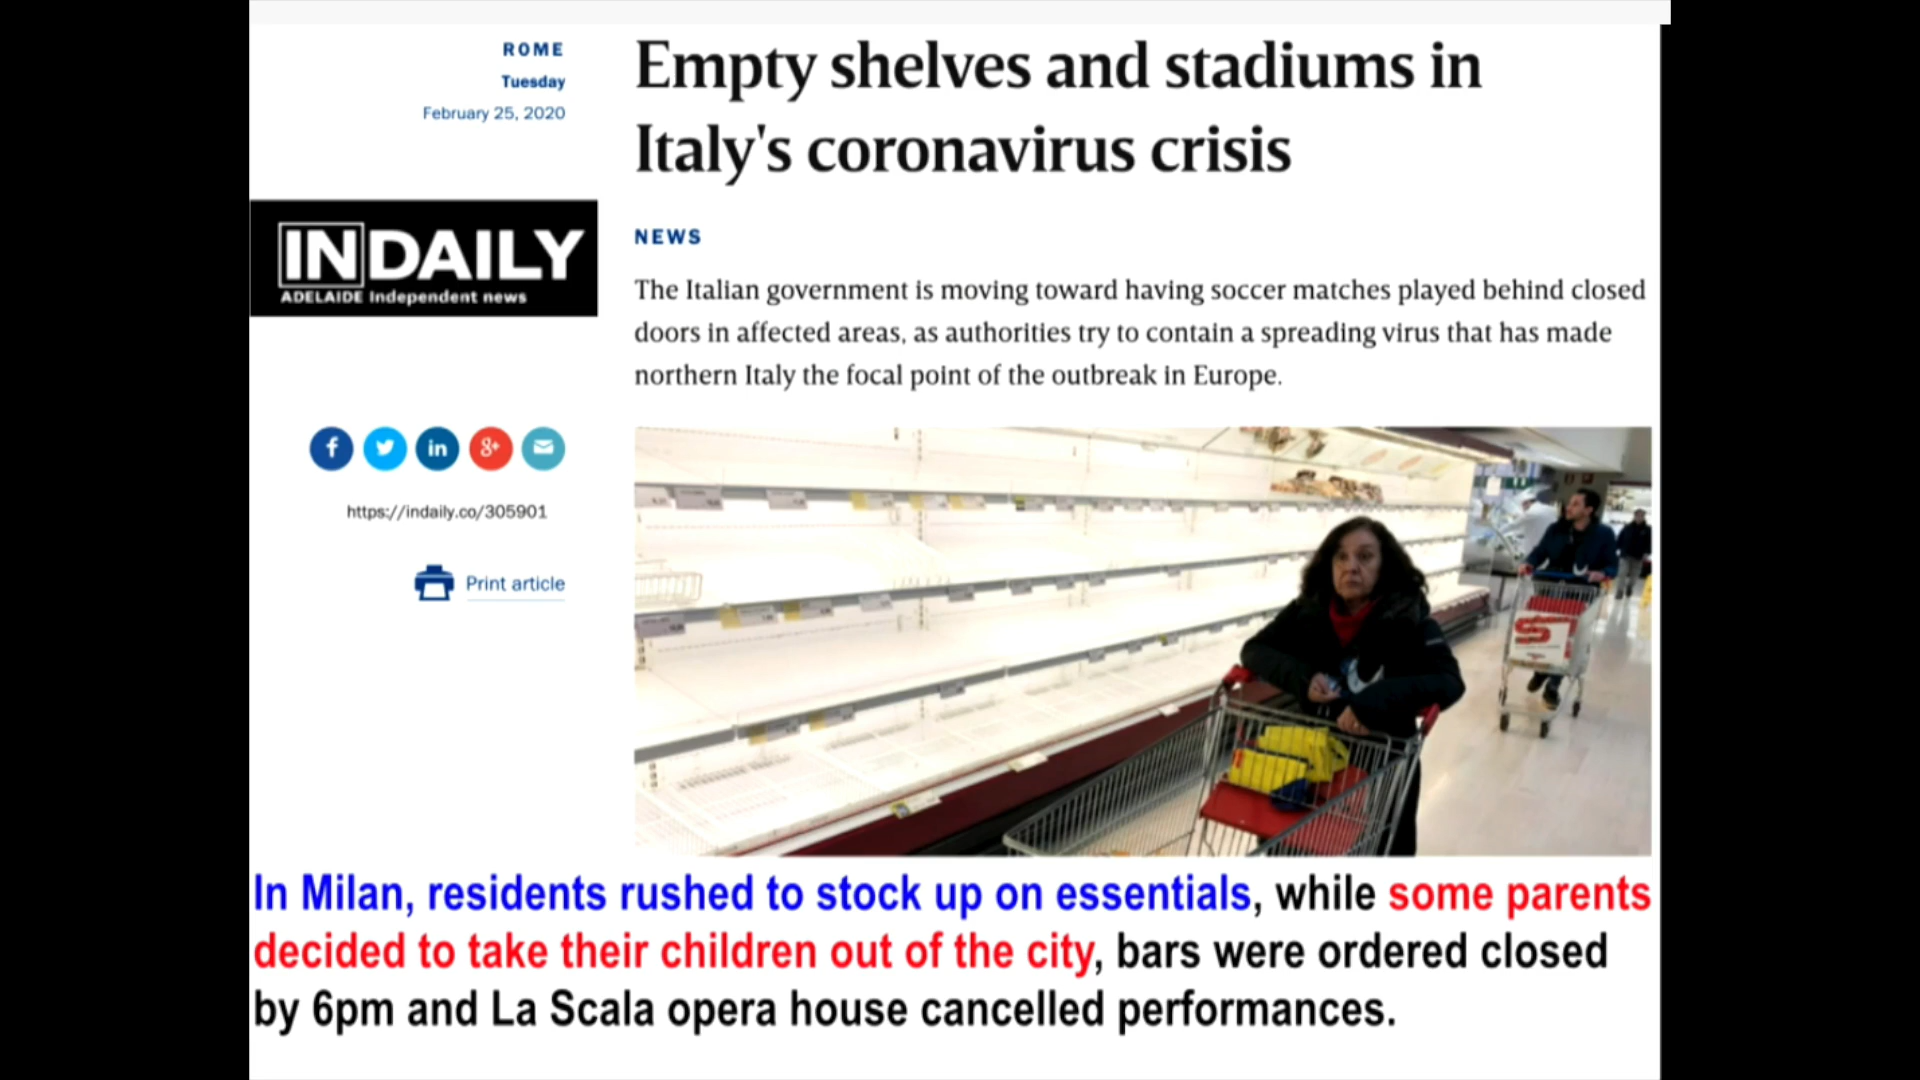 ROME
Tuesday
February 25, 2020
Empty shelves and stadiums in
Italy's coronavirus crisis
INDAILY
ADELAIDE Independent news
NEWS
The Italian government is moving toward having soccer matches played behind closed
doors in affected areas, as authorities try to contain a spreading virus that has made
northern Italy the focal point of the outbreak in Europe.
f
in
8+
https://indaily.co/305901
Print article
In Milan, residents rushed to stock up on essentials, while some parents
decided to take their children out of the city, bars were ordered closed
by 6pm and La Scala opera house cancelled performances.